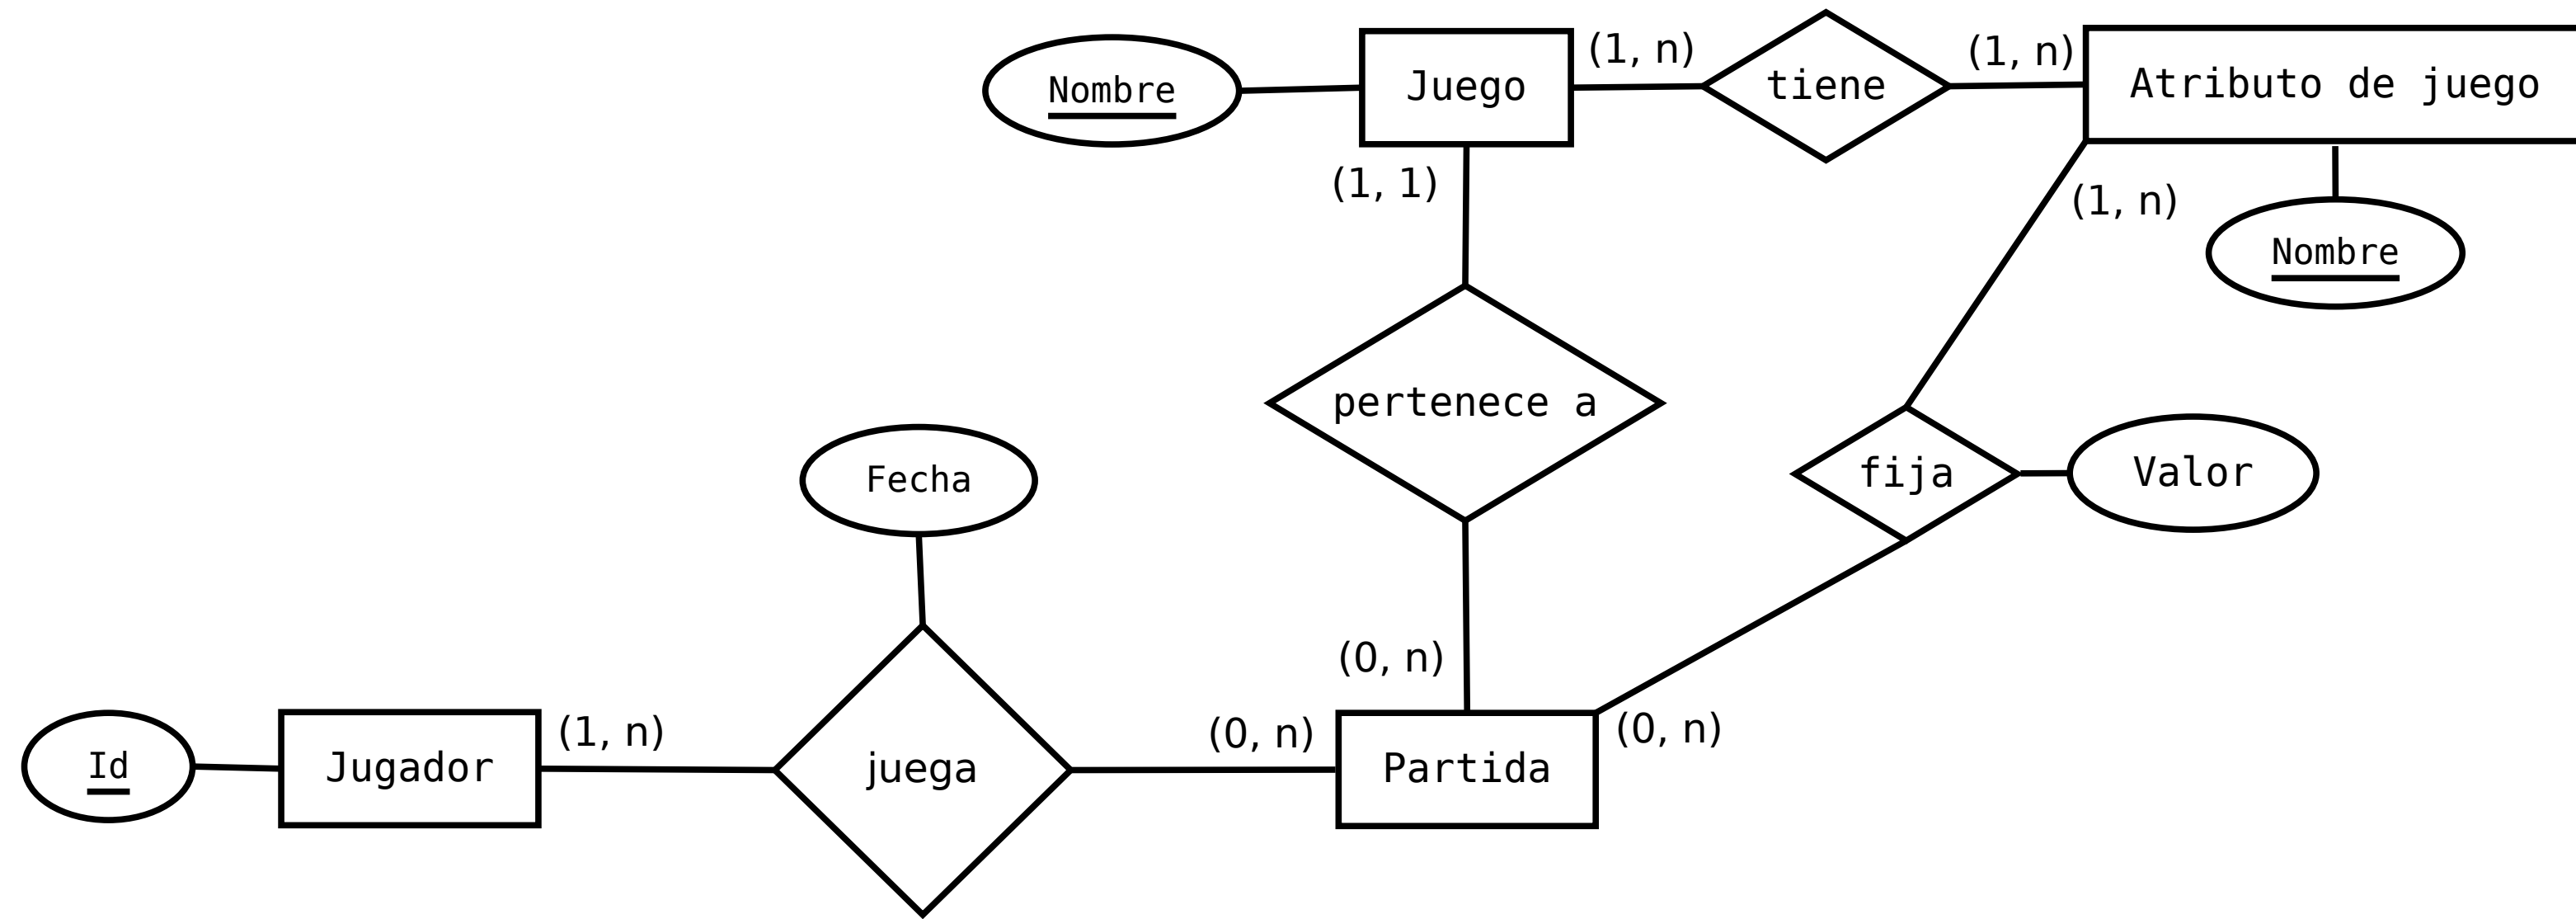 Nombre
Juego
(1, n)
tiene
(1, n)
Atributo de juego
(1, 1)
(1, n)
Nombre
pertenece a
Fecha
fija
Valor
(0, n)
Id
Jugador
(1, n)
juega
(0, n)
Partida
(0, n)